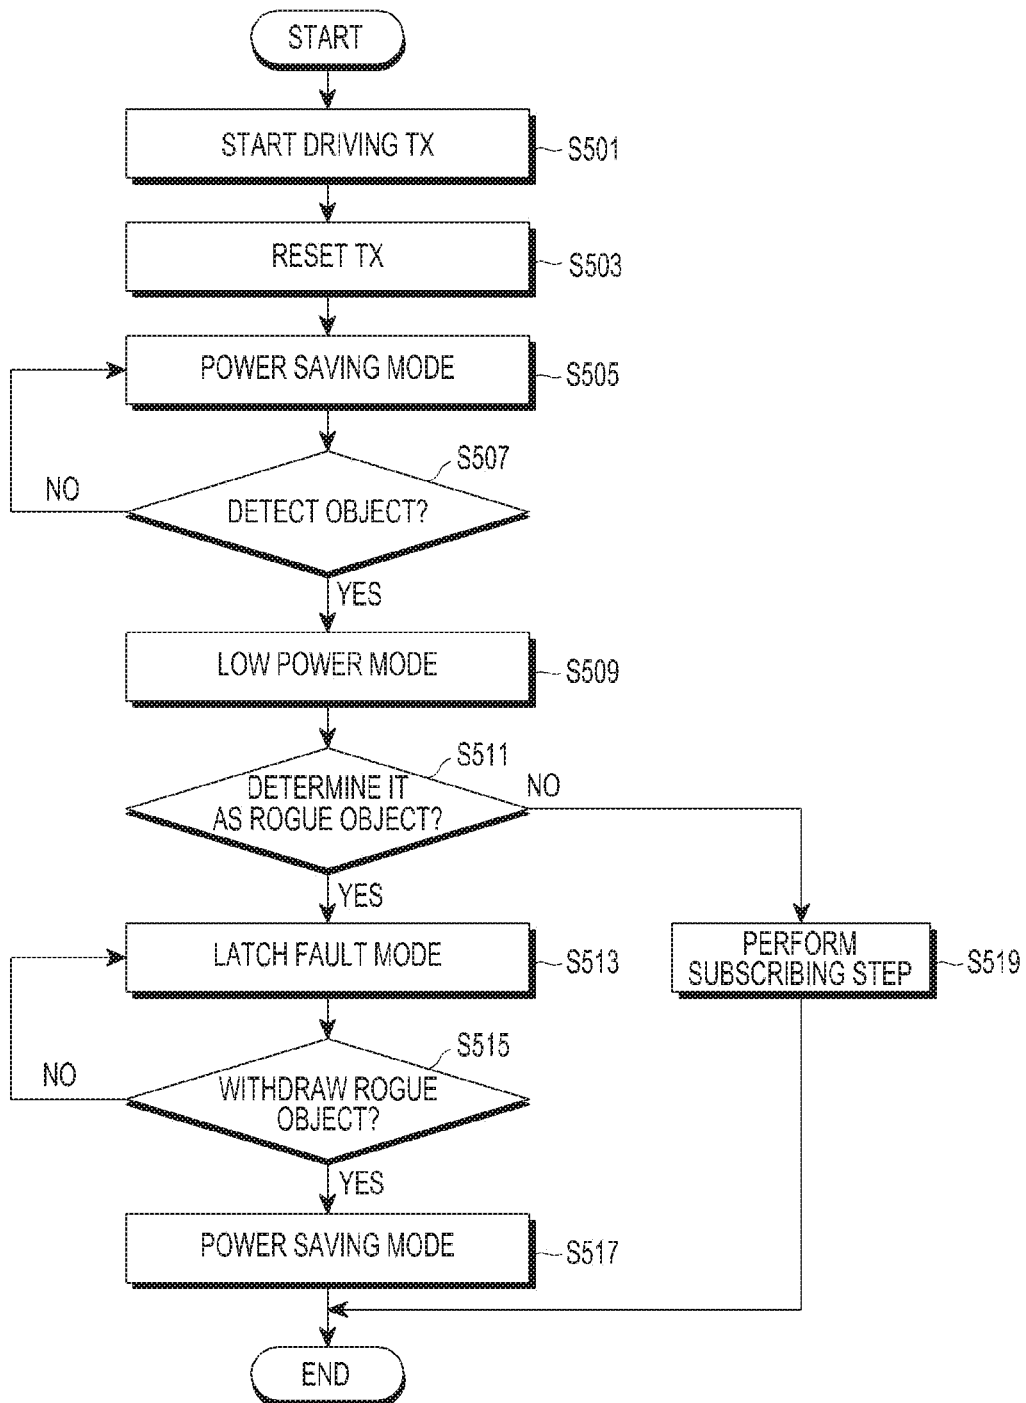 START
START DRIVING TX
S501
RESET TX
S503
POWER SAVING MODE
S505
S507
NO
DETECT OBJECT?
YES
LOW POWER MODE
S509
S511
DETERMINE IT
AS ROGUE OBJECT?
NO
YES
LATCH FAULT MODE
S513
PERFORM
SUBSCRIBING STEP
S519
S515
NO
WITHDRAW ROGUE
OBJECT?
YES
POWER SAVING MODE
S517
END